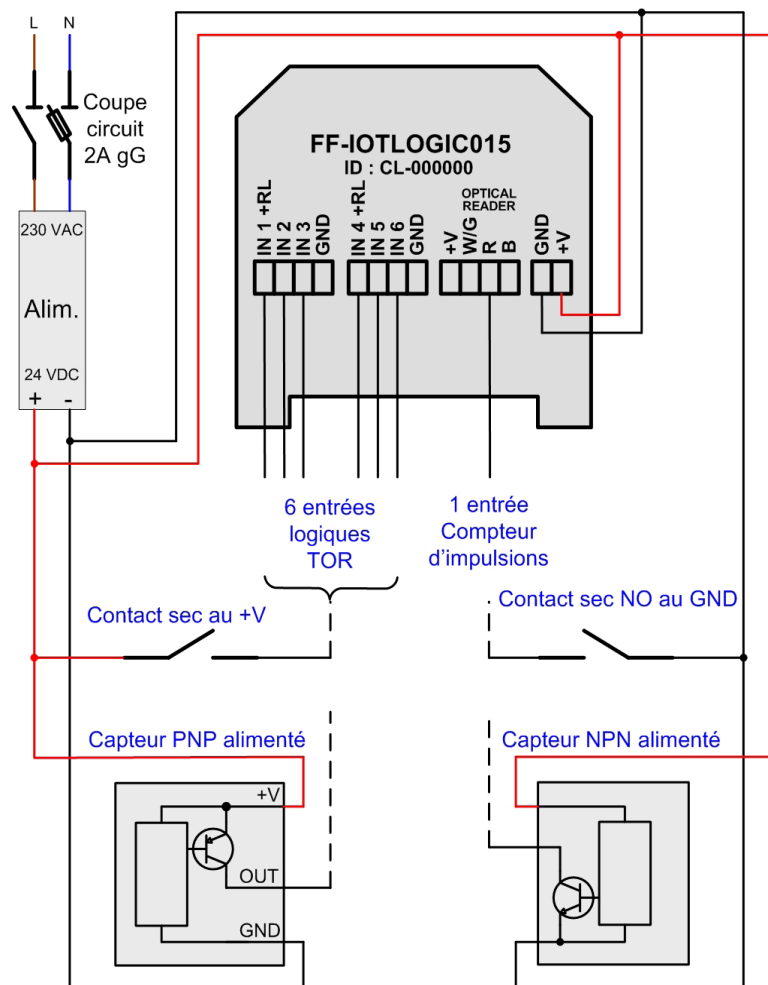 L N
Coupe
circuit
2A gG
230 VAC
Alim.
24 VDC
+ -
FF-IOTLOGIC015
ID : CL-000000
OPTICAL
READER
IN 1 +RL
IN 2
IN 3
GND
IN 4 +RL
IN 5
IN 6
GND
+V
W/G
R
B
GND
+V
6 entrées
logiques
TOR
1 entrée
Compteur
d'impulsions
Contact sec au +V
Contact sec NO au GND
Capteur PNP alimenté
Capteur NPN alimenté
+V
OUT
GND